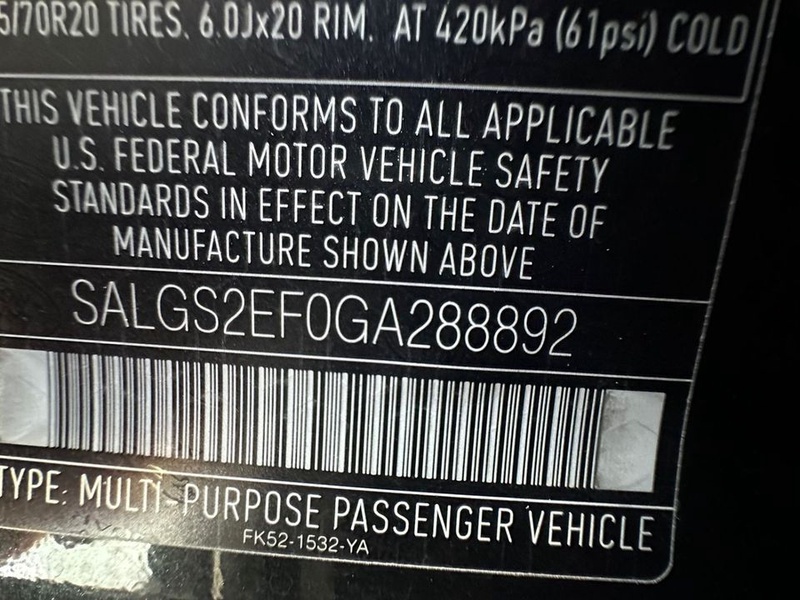 5/70R20 TIRES, 6.0Jx20 RIM, AT 420kPa (61psi) COLD
THIS VEHICLE CONFORMS TO ALL APPLICABLE
U.S. FEDERAL MOTOR VEHICLE SAFETY
STANDARDS IN EFFECT ON THE DATE OF
MANUFACTURE SHOWN ABOVE
SALGS2EF0GA288892
TYPE: MULTI-PURPOSE PASSENGER VEHICLE
FK52-1532-YA